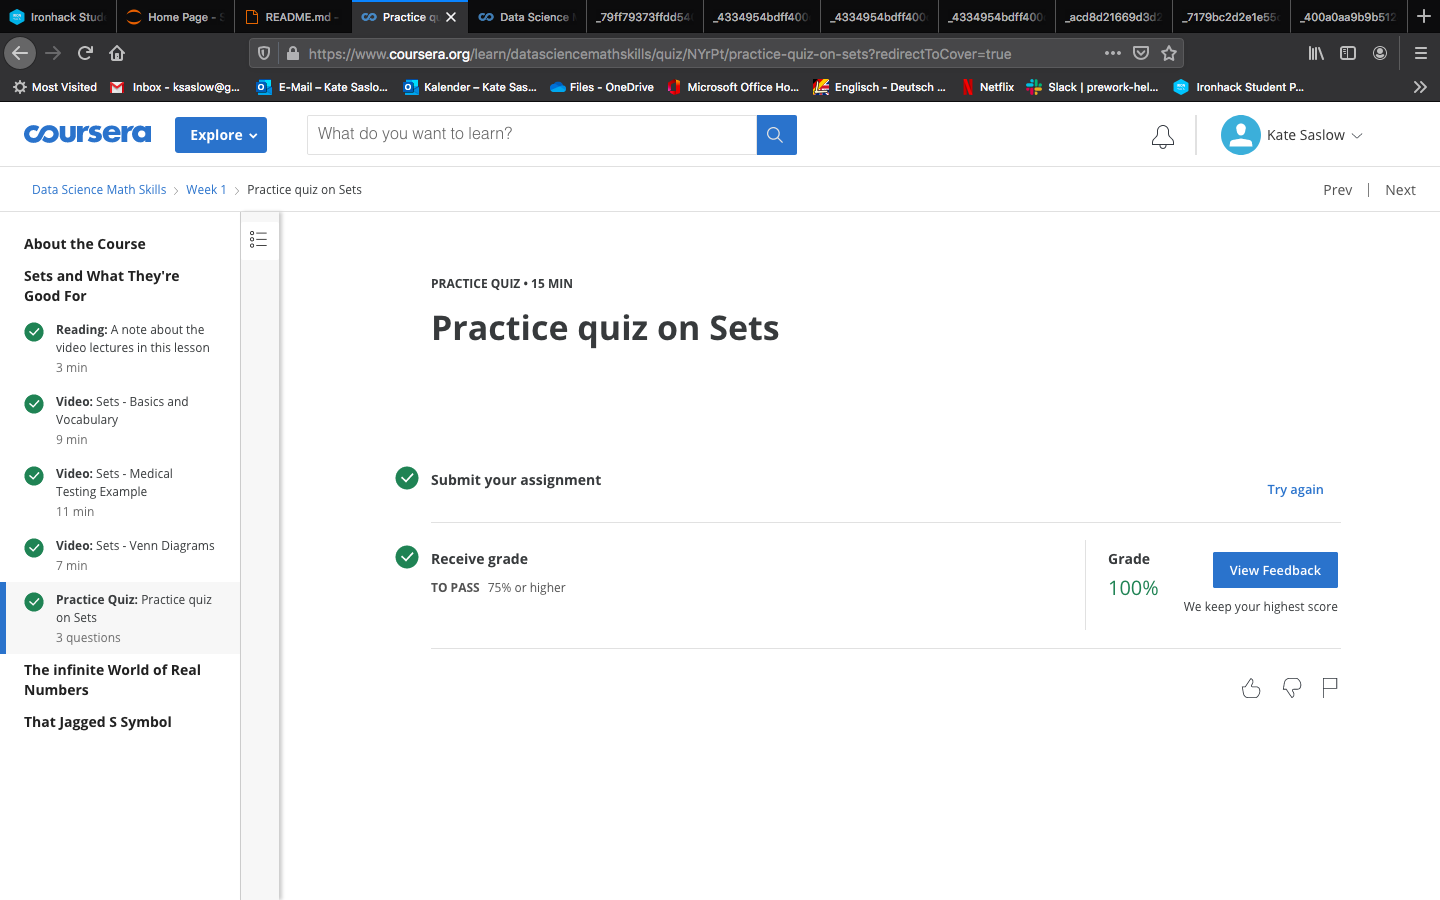 Ironhack Stud
Home Page - S
README.md -
Practice qu
Data Science M
_79ff79373ffdd540
_4334954bdff400
_4334954bdff400
_4334954bdff400
_acd8d21669d3d2
_7179bc2d2e1e55c
_400a0aa9b9b512
https://www.coursera.org/learn/datasciencemathskills/quiz/NYrPt/practice-quiz-on-sets?redirectToCover=true
Most Visited
Inbox - ksaslow@g...
E-Mail – Kate Saslo...
Kalender – Kate Sas...
Files - OneDrive
Microsoft Office Ho...
Englisch - Deutsch ...
Netflix
Slack | prework-hel...
Ironhack Student P...
coursera
Explore
What do you want to learn?
Kate Saslow
Data Science Math Skills
Week 1
Practice quiz on Sets
Prev
Next
About the Course
Sets and What They're
Good For
Reading: A note about the
video lectures in this lesson
3 min
Video: Sets - Basics and
Vocabulary
9 min
Video: Sets - Medical
Testing Example
11 min
Video: Sets - Venn Diagrams
7 min
Practice Quiz: Practice quiz
on Sets
3 questions
The infinite World of Real
Numbers
That Jagged S Symbol
PRACTICE QUIZ • 15 MIN
Practice quiz on Sets
Submit your assignment
Try again
Receive grade
TO PASS 75% or higher
Grade
100%
View Feedback
We keep your highest score